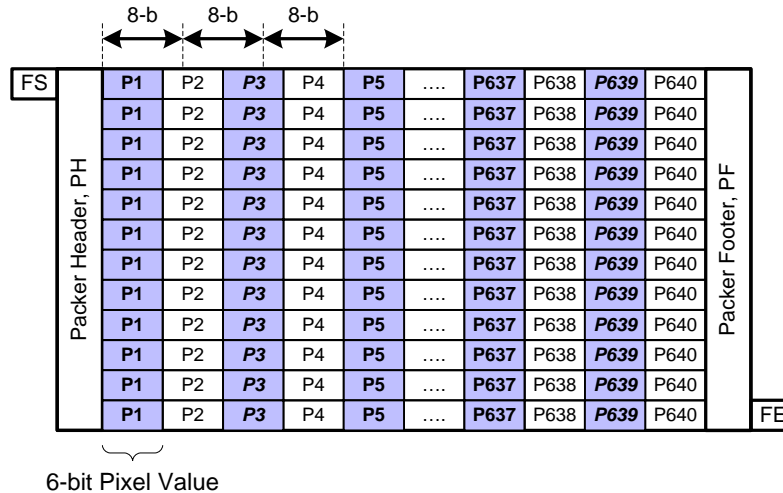 8-b 8-b 8-b
FS P1 P2 P3 P4 P5 .... P637 P638 P639 P640
P1 P2 P3 P4 P5 .... P637 P638 P639 P640
P1 P2 P3 P4 P5 .... P637 P638 P639 P640
P1 P2 P3 P4 P5 .... P637 P638 P639 P640
P1 P2 P3 P4 P5 .... P637 P638 P639 P640
P1 P2 P3 P4 P5 .... P637 P638 P639 P640
P1 P2 P3 P4 P5 .... P637 P638 P639 P640
P1 P2 P3 P4 P5 .... P637 P638 P639 P640
P1 P2 P3 P4 P5 .... P637 P638 P639 P640
P1 P2 P3 P4 P5 .... P637 P638 P639 P640
P1 P2 P3 P4 P5 .... P637 P638 P639 P640
P1 P2 P3 P4 P5 .... P637 P638 P639 P640 FE
Packer Header, PH
Packer Footer, PF
6-bit Pixel Value